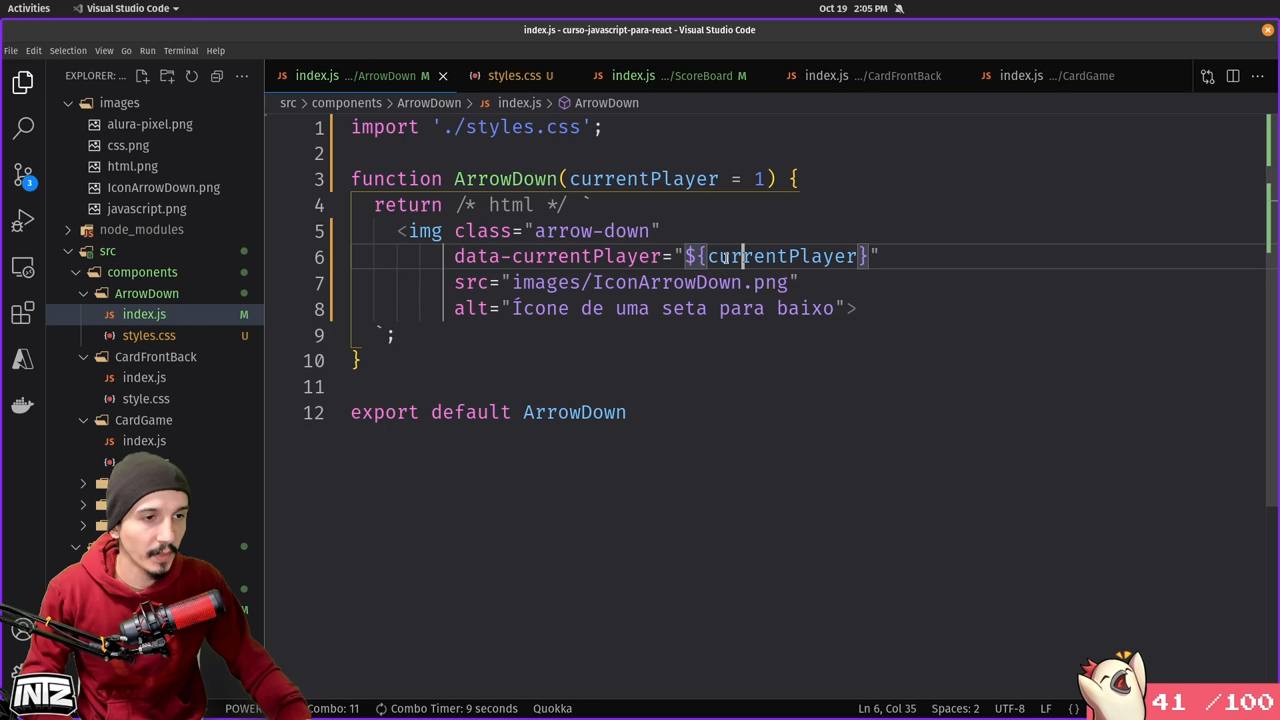 Activities
Visual Studio Code
Oct 19 2:05 PM
index.js - curso-javascript-para-react - Visual Studio Code
File Edit Selection View Go Run Terminal Help
EXPLORER: ...
index.js .../ArrowDown M
styles.css U
index.js .../ScoreBoard M
index.js .../CardFrontBack
index.js .../CardGame
src > components > ArrowDown > index.js > ArrowDown
images
alura-pixel.png
css.png
html.png
IconArrowDown.png
javascript.png
node_modules
src
components
ArrowDown
index.js M
styles.css U
CardFrontBack
index.js
style.css
CardGame
index.js
M
3
1 import './styles.css';
2
3 function ArrowDown(currentPlayer = 1) {
4 return /* html */ `
5 <img class="arrow-down"
6 data-currentPlayer="${currentPlayer}"
7 src="images/IconArrowDown.png"
8 alt="Ícone de uma seta para baixo">
9 `;
10 }
11
12 export default ArrowDown
INTZ
POWER Combo: 11 Combo Timer: 9 seconds Quokka
Ln 6, Col 35 Spaces: 2 UTF-8 LF {}
41 /100